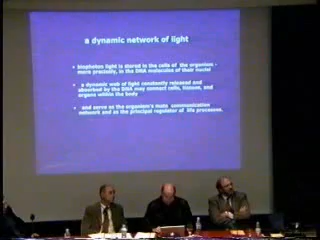 a dynamic network of light
biophoton light is stored in the cells of the organism -
more precisely, in the DNA molecules of their nuclei
a dynamic web of light constantly released and
absorbed by the DNA may connect cells, tissues, and
organs within the body
and serve as the organism's main communication
network and as the principal regulator of life processes.